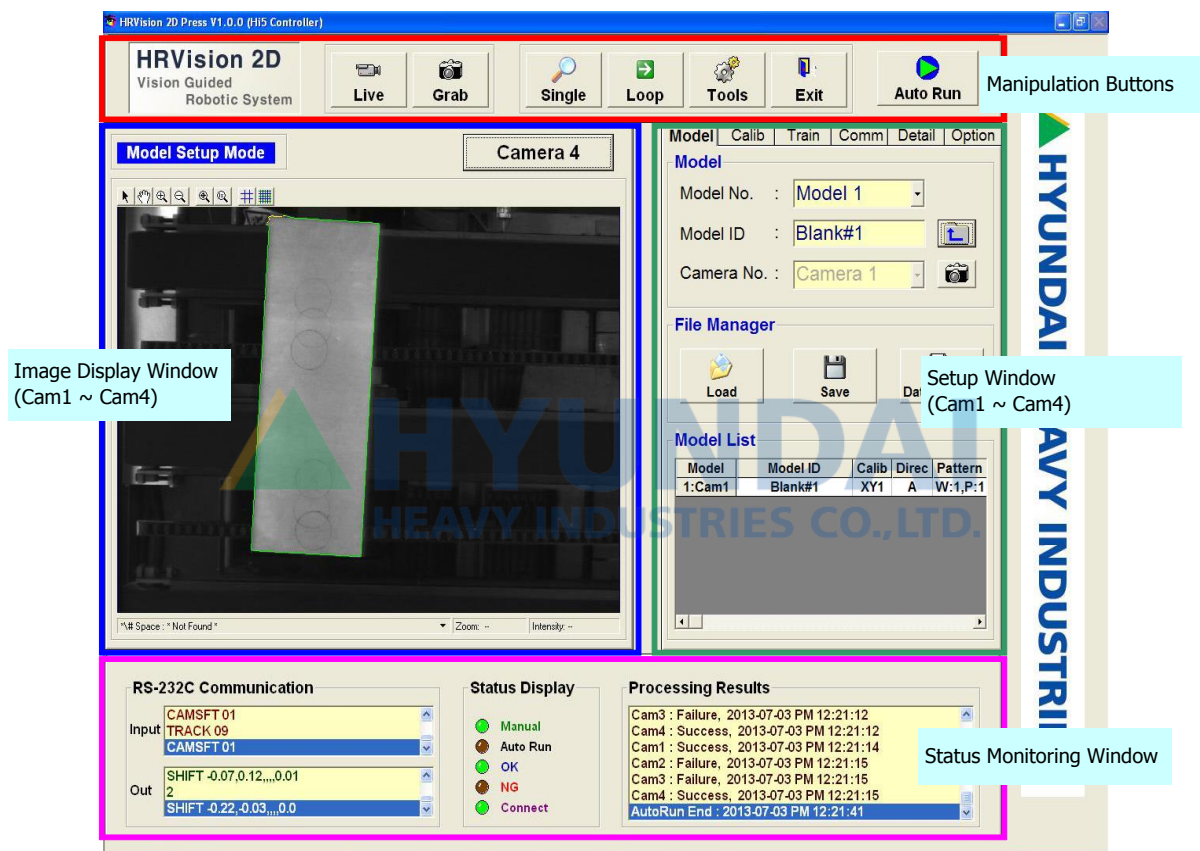 HRVision 2D Press V1.0.0 (Hi5 Controller)
HRVision 2D
Vision Guided
Robotic System
Live
Grab
Single
Loop
Tools
Exit
Auto Run
Manipulation Buttons
Model Setup Mode
Camera 4
Model Calib Train Comm Detail Option
Model
Model No. : Model 1
Model ID : Blank#1
Camera No. : Camera 1
File Manager
Load
Save
Image Display Window
(Cam1 ~ Cam4)
Setup Window
(Cam1 ~ Cam4)
Model List
Model Model ID Calib Direc Pattern
1:Cam1 Blank#1 XY1 A W:1,P:1
HYUNDAI
HEAVY INDUSTRIES CO.,LTD.
*\# Space : * Not Found *
Zoom: --
Intensity: --
RS-232C Communication
Input
CAMSFT 01
TRACK 09
CAMSFT 01
Out
SHIFT -0.07,0.12,,,,0.01
2
SHIFT -0.22,-0.03,,,,0.0
Status Display
Manual
Auto Run
OK
NG
Connect
Processing Results
Cam3 : Failure, 2013-07-03 PM 12:21:12
Cam4 : Success, 2013-07-03 PM 12:21:12
Cam1 : Success, 2013-07-03 PM 12:21:14
Cam2 : Failure, 2013-07-03 PM 12:21:15
Cam3 : Failure, 2013-07-03 PM 12:21:15
Cam4 : Success, 2013-07-03 PM 12:21:15
AutoRun End : 2013-07-03 PM 12:21:41
Status Monitoring Window
HYUNDAI